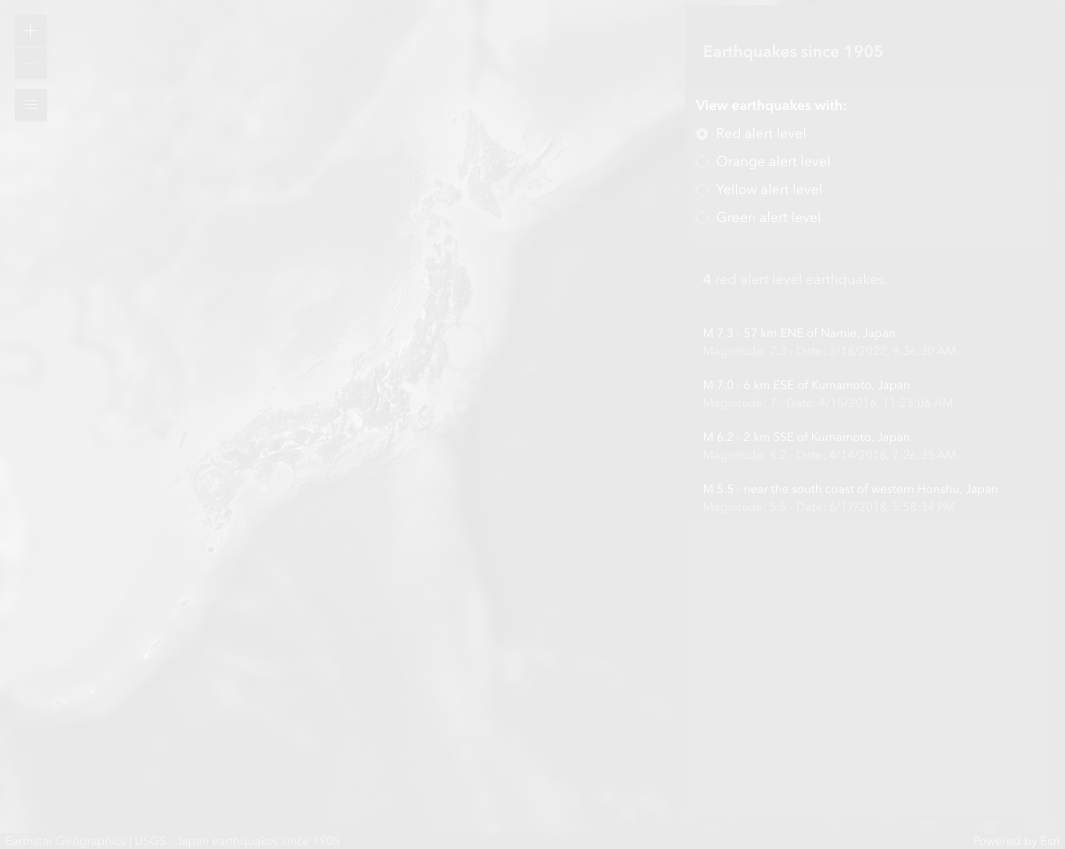 Earthquakes since 1905
View earthquakes with:
Red alert level
Orange alert level
Yellow alert level
Green alert level
4 red alert level earthquakes.
M 7.3 - 57 km ENE of Namie, Japan
Magnitude: 7.3 - Date: 3/16/2022, 9:36:30 AM
M 7.0 - 6 km ESE of Kumamoto, Japan
Magnitude: 7 - Date: 4/15/2016, 11:25:06 AM
M 6.2 - 2 km SSE of Kumamoto, Japan
Magnitude: 6.2 - Date: 4/14/2016, 7:26:35 AM
M 5.5 - near the south coast of western Honshu, Japan
Magnitude: 5.5 - Date: 6/17/2018, 5:58:34 PM
Earthstar Geographics | USGS - Japan earthquakes since 1905
Powered by Esri